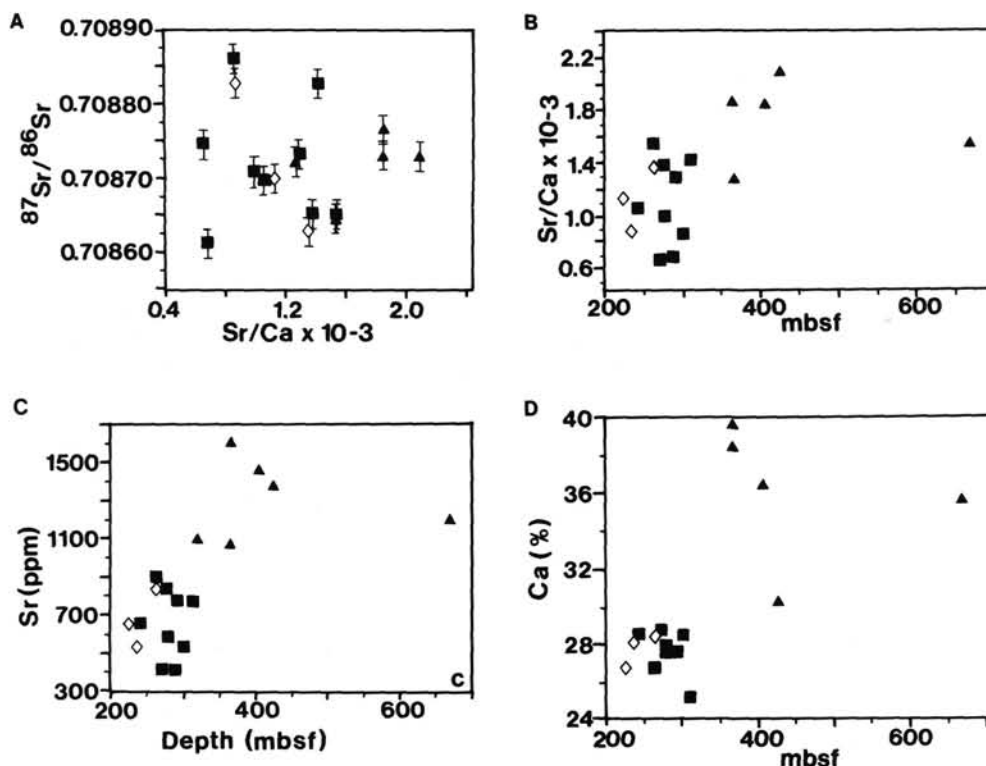 A
0.70890
0.70880
0.70870
0.70860
87Sr/86Sr
0.4
1.2
2.0
Sr/Ca x 10-3
B
2.2
1.8
1.4
1.0
0.6
Sr/Ca x 10-3
200
400
600
mbsf
C
1500
1100
700
300
Sr (ppm)
c
200
400
600
Depth (mbsf)
D
40
36
32
28
24
Ca (%)
200
400
600
mbsf